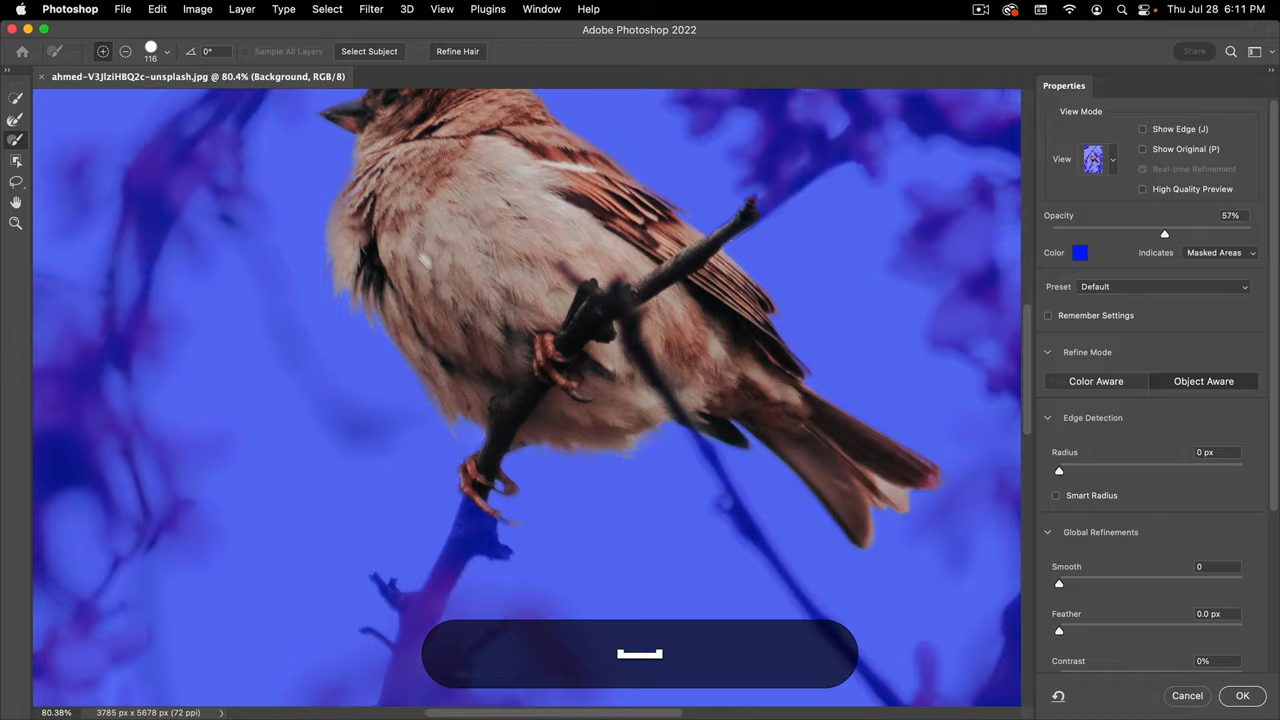 Photoshop File Edit Image Layer Type Select Filter 3D View Plugins Window Help Thu Jul 28 6:11 PM
Adobe Photoshop 2022
116 0° Sample All Layers Select Subject Refine Hair Share
ahmed-V3JlziHBQ2c-unsplash.jpg @ 80.4% (Background, RGB/8)
Properties
View Mode
Show Edge (J)
View
Show Original (P)
Real-time Refinement
High Quality Preview
Opacity 57%
Color Indicates Masked Areas
Preset Default
Remember Settings
Refine Mode
Color Aware Object Aware
Edge Detection
Radius 0 px
Smart Radius
Global Refinements
Smooth 0
Feather 0.0 px
Contrast 0%
Cancel OK
80.38% 3785 px x 5678 px (72 ppi)